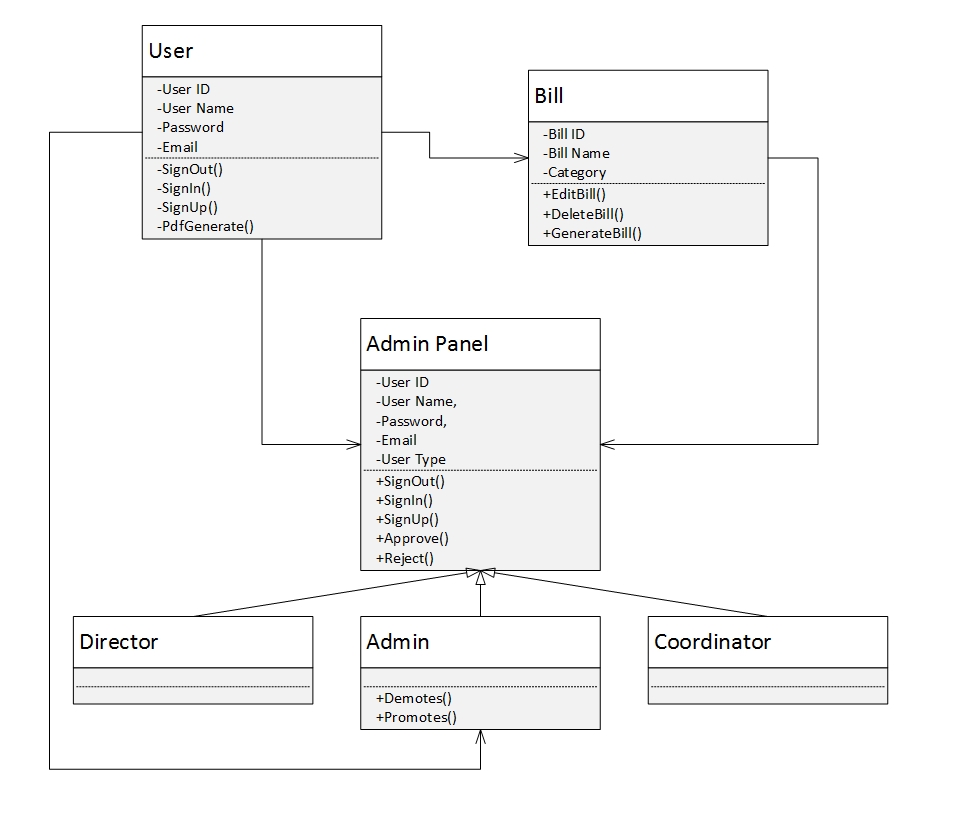 User
-User ID
-User Name
-Password
-Email
-SignOut()
-SignIn()
-SignUp()
-PdfGenerate()
Bill
-Bill ID
-Bill Name
-Category
+EditBill()
+DeleteBill()
+GenerateBill()
Admin Panel
-User ID
-User Name,
-Password,
-Email
-User Type
+SignOut()
+SignIn()
+SignUp()
+Approve()
+Reject()
Director
Admin
+Demotes()
+Promotes()
Coordinator